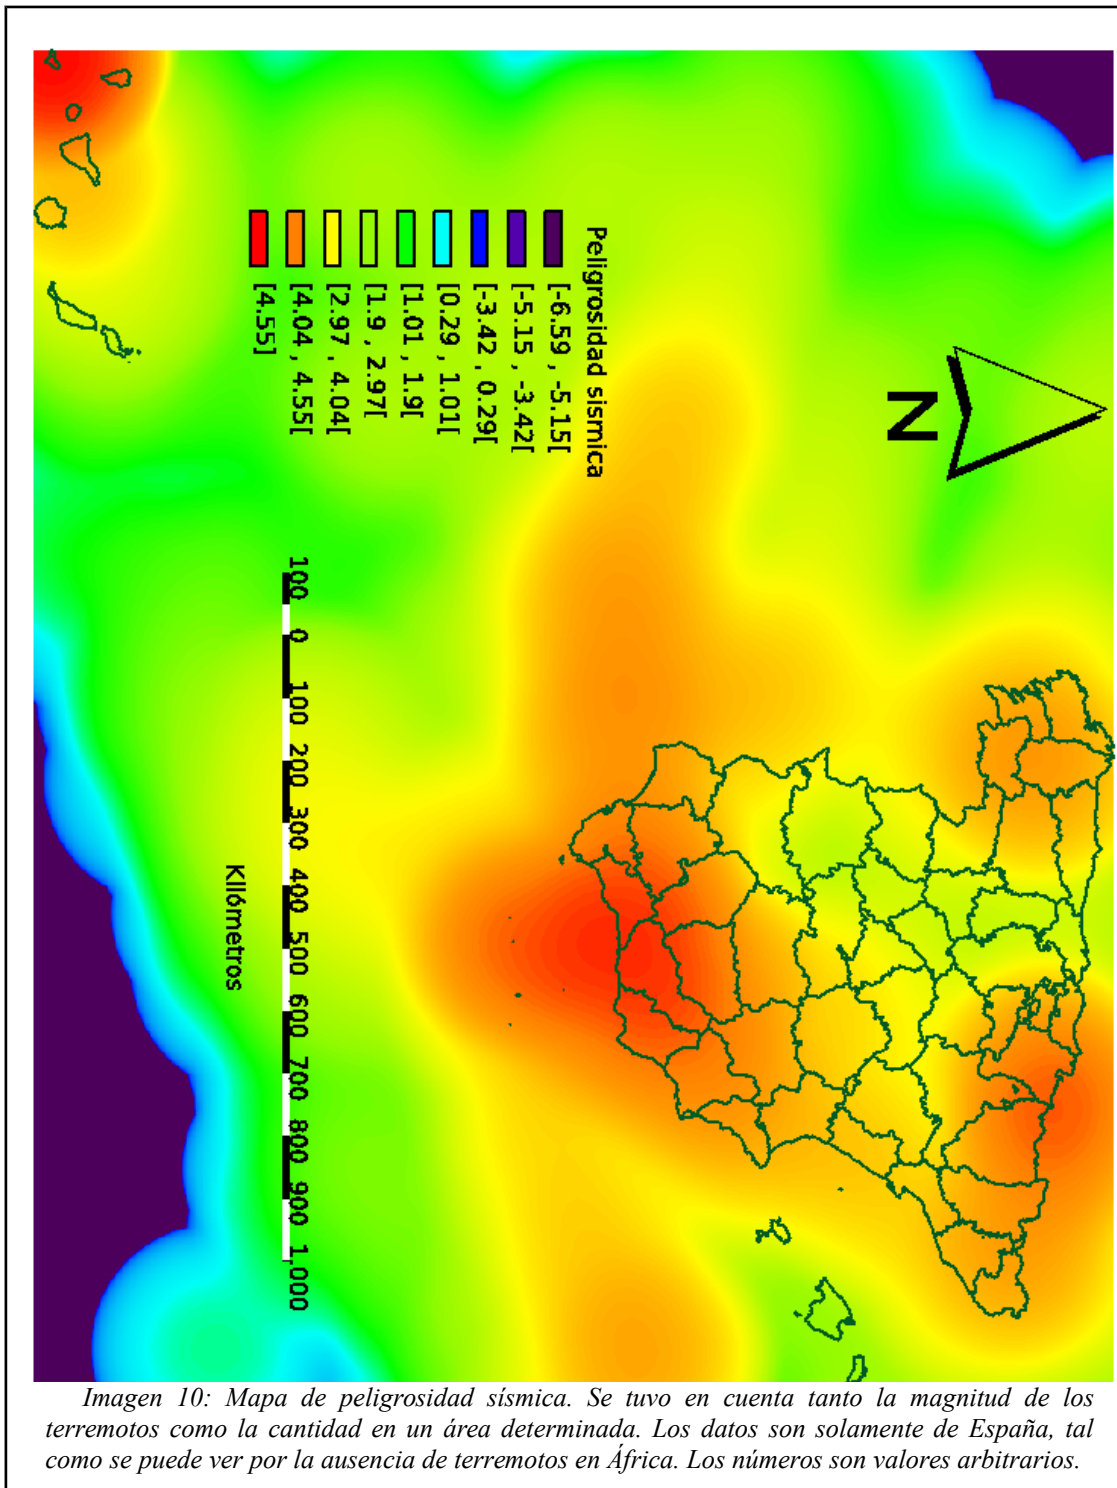 Peligrosidad sismica
[-6.59 , -5.15[
[-5.15 , -3.42[
[-3.42 , 0.29[
[0.29 , 1.01[
[1.01 , 1.9[
[1.9 , 2.97[
[2.97 , 4.04[
[4.04 , 4.55[
[4.55]
N
100 0 100 200 300 400 500 600 700 800 900 1,000
Kilómetros
Imagen 10: Mapa de peligrosidad sísmica. Se tuvo en cuenta tanto la magnitud de los
terremotos como la cantidad en un área determinada. Los datos son solamente de España, tal
como se puede ver por la ausencia de terremotos en África. Los números son valores arbitrarios.